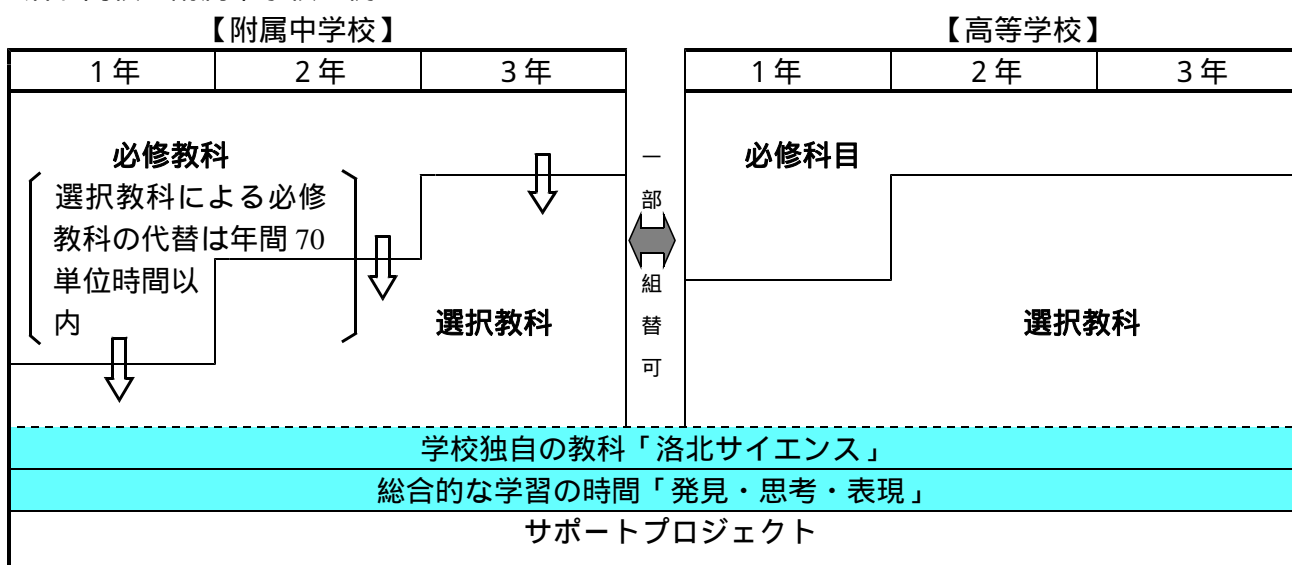 【附属中学校】
【高等学校】
1年
2年
3年
1年
2年
3年
必修教科
選択教科による必修
教科の代替は年間 70
単位時間以
内
選択教科
一部組替可
必修科目
選択教科
学校独自の教科「洛北サイエンス」
総合的な学習の時間「発見・思考・表現」
サポートプロジェクト